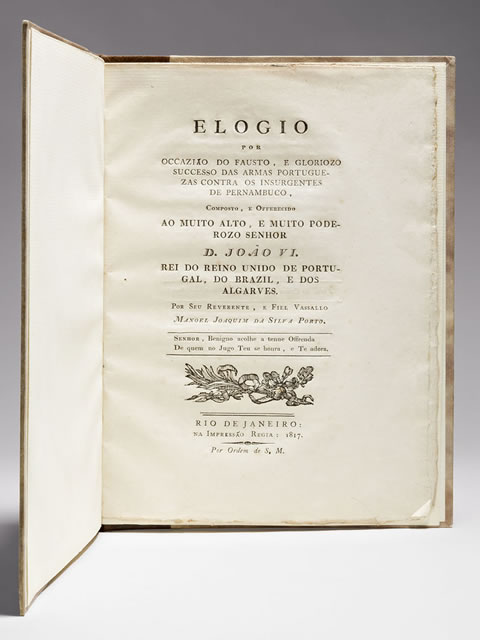 ELOGIO
POR
OCCAZIÃO DO FAUSTO, E GLORIOZO
SUCCESSO DAS ARMAS PORTUGUE-
ZAS CONTRA OS INSURGENTES
DE PERNAMBUCO,
COMPOSTO, E OFFERECIDO
AO MUITO ALTO, E MUITO PODE-
ROZO SENHOR
D. JOÃO VI.
REI DO REINO UNIDO DE PORTU-
GAL, DO BRAZIL, E DOS
ALGARVES.
POR SEU REVERENTE, E FIEL VASSALLO
MANOEL JOAQUIM DA SILVA PORTO.
SENHOR, Benigno acolhe a tenue Offrenda
De quem no Jugo Teu se honra, e Te adora.
RIO DE JANEIRO:
NA IMPRESSÃO REGIA: 1817.
Por Ordem de S. M.